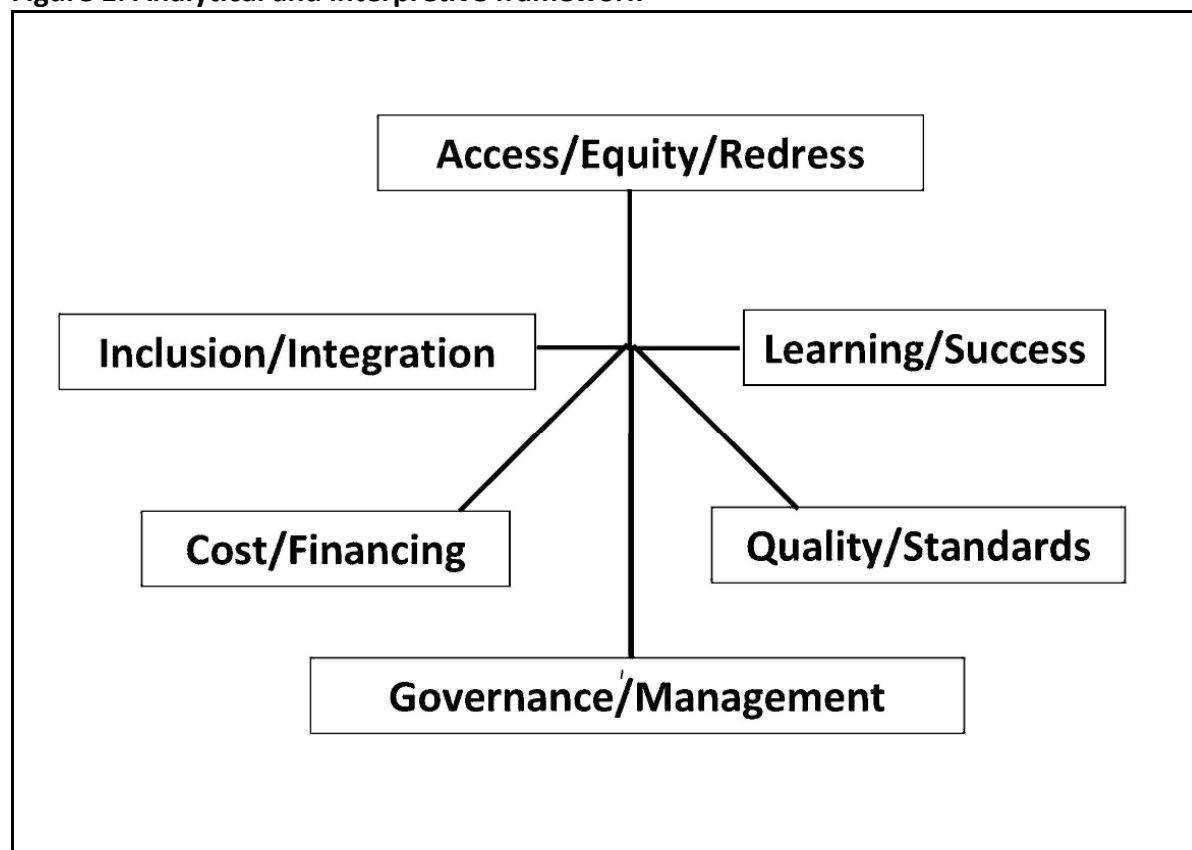 Access/Equity/Redress
Inclusion/Integration
Learning/Success
Cost/Financing
Quality/Standards
Governance/Management